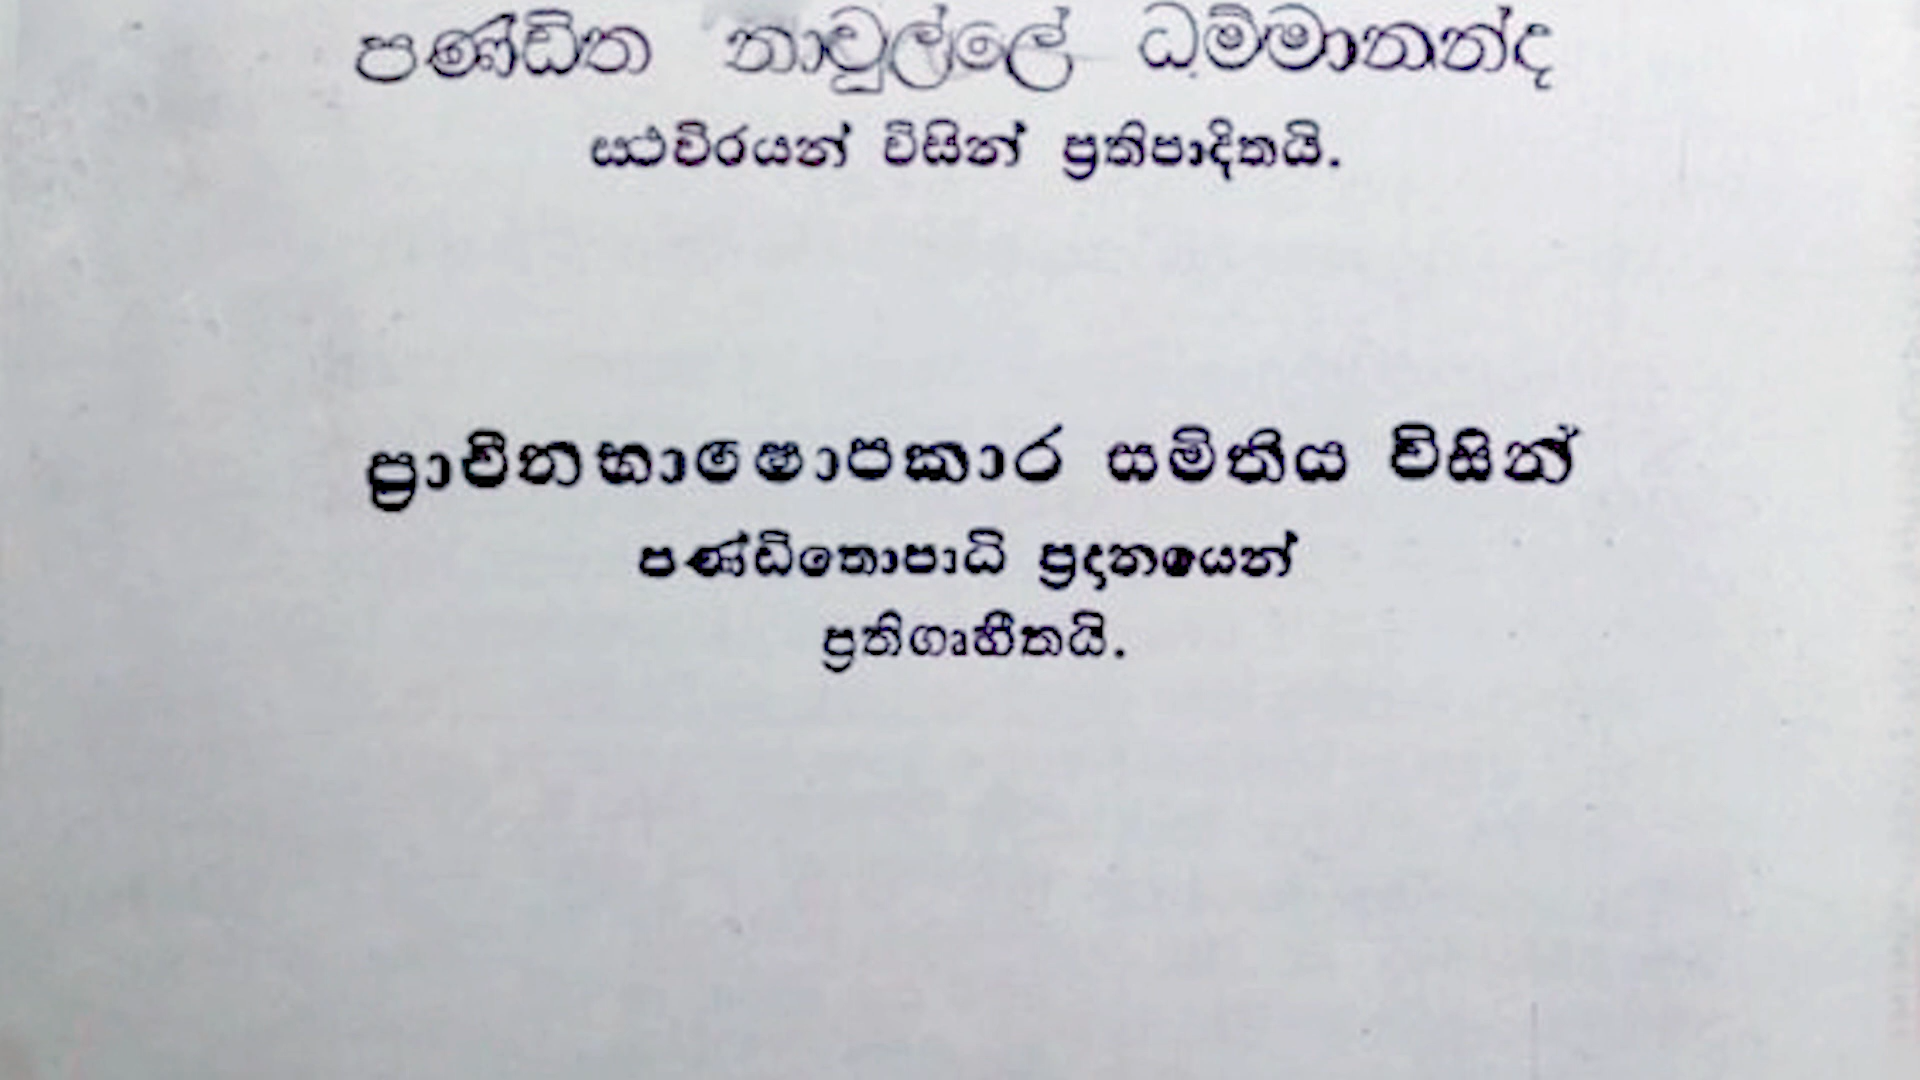 පණ්ඩිත නාවුල්ලේ ධම්මානන්ද
ස්ථවිරයන් විසින් ප්‍රතිපාදිතයි.
ප්‍රාචීනභාෂොපකාර සමිතිය විසින්
පණ්ඩිතොපාධි ප්‍රදානයෙන්
ප්‍රතිගෘහීතයි.